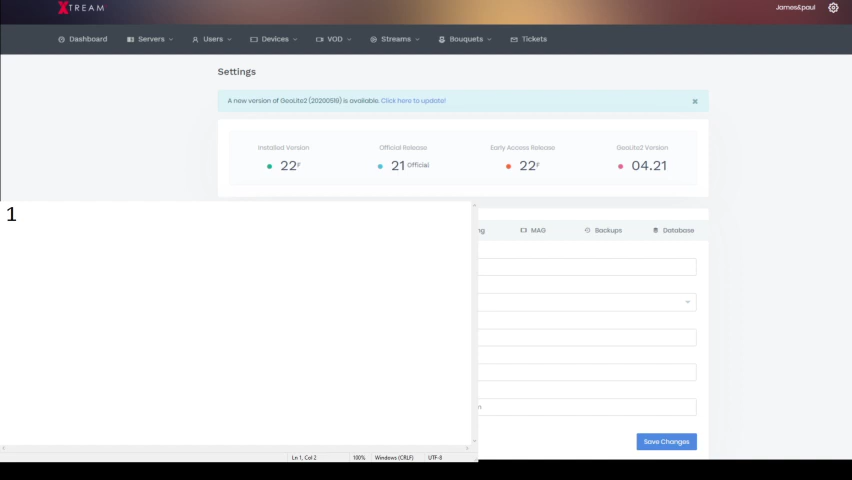 XTREAM
James&paul
Dashboard Servers Users Devices VOD Streams Bouquets Tickets
Settings
A new version of GeoLite2 (20200519) is available. Click here to update!
Installed Version Official Release Early Access Release GeoLite2 Version
22F 21 Official 22F 04.21
1
ng MAG Backups Database
n
Save Changes
Ln 1, Col 2 100% Windows (CRLF) UTF-8